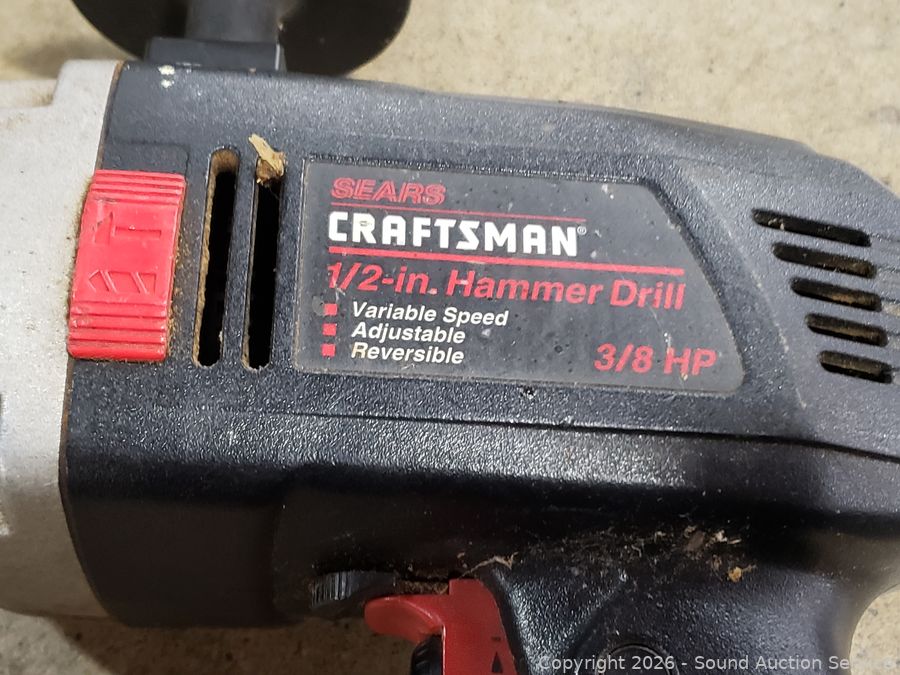 SEARS
CRAFTSMAN®
1/2-in. Hammer Drill
Variable Speed
Adjustable
Reversible
3/8 HP
Copyright 2026 - Sound Auction Service